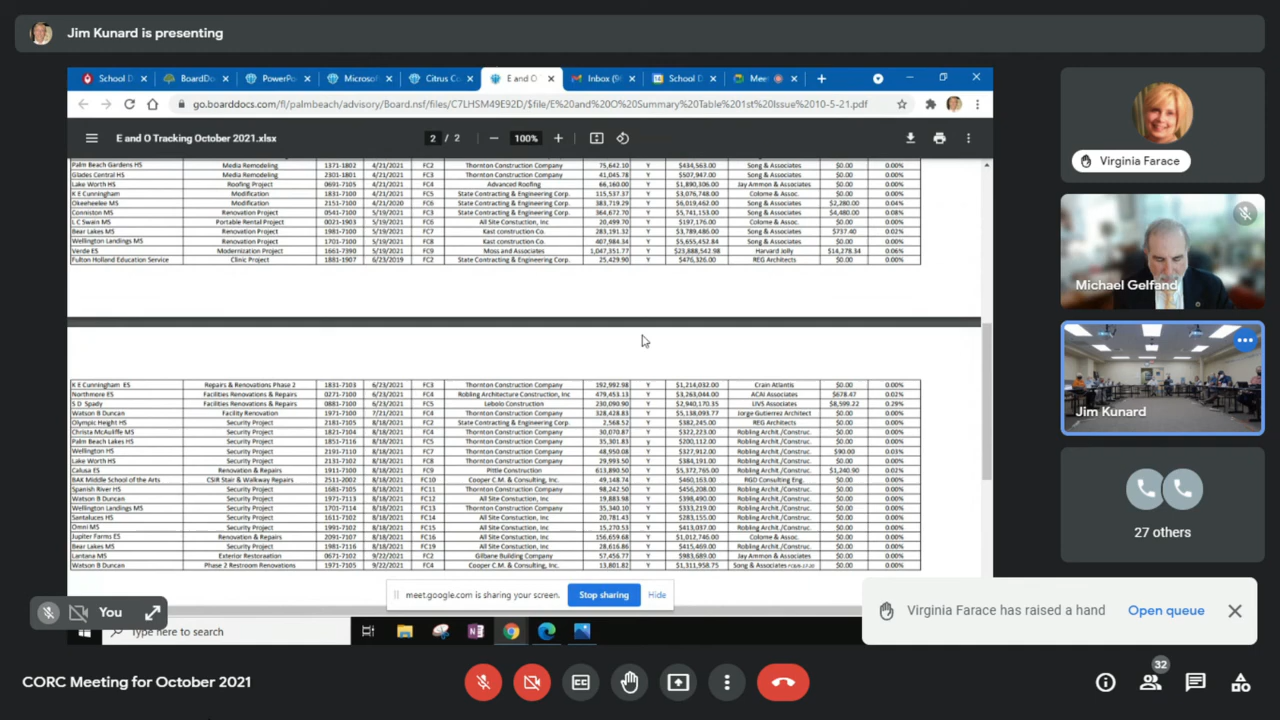 Jim Kunard is presenting
School D
BoardDo
PowerPo
Microsof
Citrus Co
E and O
Inbox (9
School D
Meet
go.boarddocs.com/fl/palmbeach/advisory/Board.nsf/files/C7LHSM49E92D/$file/E%20and%20O%20Summary%20Table%201st%20Issue%2010-5-21.pdf
E and O Tracking October 2021.xlsx
2 / 2
100%
Palm Beach Gardens HS Media Remodeling 1371-1802 4/21/2021 FC2 Thornton Construction Company 75,642.10 Y $434,563.00 Song & Associates $0.00 0.00%
Glades Central HS Media Remodeling 2301-1801 4/21/2021 FC2 Thornton Construction Company 41,045.78 Y $507,947.00 Song & Associates $0.00 0.00%
Lake Worth HS Roofing Project 0691-7105 4/21/2021 FC4 Advanced Roofing 66,160.00 Y $1,890,306.00 Jay Ammon & Associates $0.00 0.00%
K E Cunningham Modification 1831-7100 4/21/2021 FC5 State Contracting & Engineering Corp. 115,537.37 Y $3,076,748.00 Colome & Assoc. $0.00 0.00%
Okeeheelee MS Modification 2151-7100 4/21/2020 FC6 State Contracting & Engineering Corp. 383,719.29 Y $6,019,462.00 Song & Associates $2,280.00 0.04%
Conniston MS Renovation Project 0541-7100 5/19/2021 FC3 State Contracting & Engineering Corp. 364,672.70 Y $5,741,153.00 Song & Associates $4,480.00 0.08%
L C Swain MS Portable Rental Project 0021-1903 5/19/2021 FC2 All Site Constuction, Inc 20,499.70 Y $197,176.00 Colome & Assoc. $0.00 0.00%
Bear Lakes MS Renovation Project 1981-7100 5/19/2021 FC7 Kast construction Co. 283,191.32 Y $3,789,486.00 Song & Associates $737.40 0.02%
Wellington Landings MS Renovation Project 1701-7100 5/19/2021 FC8 Kast construction Co. 407,984.34 Y $5,655,452.84 Song & Associates $0.00 0.00%
Verde ES Modernization Project 1661-7390 5/19/2021 FC8 Moss and Associates 1,047,351.77 Y $23,888,542.98 Harvard Jolly $14,278.34 0.06%
Fulton Holland Education Service Clinic Project 1881-1907 6/23/2019 FC2 State Contracting & Engineering Corp. 25,429.90 Y $476,326.00 REG Architects $0.00 0.00%
K E Cunningham ES Repairs & Renovations Phase 2 1831-7103 6/23/2021 FC3 Thornton Construction Company 192,992.98 Y $1,214,032.00 Crain Atlantis $0.00 0.00%
Northmore ES Facilities Renovations & Repairs 0271-7100 6/23/2021 FC4 Robling Architecture Construction, Inc 479,453.13 Y $3,263,044.00 ACAI Associates $678.47 0.02%
S D Spady Facilities Renovations & Repairs 0881-7100 6/23/2021 FC5 Lebolo Construction 230,090.90 Y $2,940,170.35 LIVS Associates $8,599.22 0.29%
Watson B Duncan Facility Renovation 1971-7100 7/21/2021 FC4 Thornton Construction Company 328,428.83 Y $5,138,093.77 Jorge Gutierrez Architect $0.00 0.00%
Olympic Height HS Security Project 2181-7105 8/18/2021 FC2 State Contracting & Engineering Corp. 2,568.52 Y $382,245.00 REG Architects $0.00 0.00%
Christa McAuliffe MS Security Project 1821-7104 8/18/2021 FC4 Thornton Construction Company 30,070.87 Y $322,223.00 Robling Archit./Construc. $0.00 0.00%
Palm Beach Lakes HS Security Project 1851-7116 8/18/2021 FC5 Thornton Construction Company 35,301.83 y $200,112.00 Robling Archit./Construc. $0.00 0.00%
Wellington HS Security Project 2191-7110 8/18/2021 FC7 Thornton Construction Company 48,950.08 Y $327,912.00 Robling Archit./Construc. $90.00 0.03%
Lake Worth HS Security Project 2131-7102 8/18/2021 FC8 Thornton Construction Company 29,991.50 Y $384,191.00 Robling Archit./Construc. $0.00 0.00%
Calusa ES Renovation & Repairs 1911-7100 8/18/2021 FC9 Pirtle Construction 613,890.50 Y $5,372,765.00 Robling Archit./Construc. $1,240.90 0.02%
BAK Middle School of the Arts CSIR Stair & Walkway Repairs 2511-2002 8/18/2021 FC10 Cooper C.M. & Consulting, Inc. 49,148.74 Y $460,163.00 RGD Consulting Eng. $0.00 0.00%
Spanish River HS Security Project 1681-7105 8/18/2021 FC11 Thornton Construction Company 98,242.50 Y $456,208.00 Robling Archit./Construc. $0.00 0.00%
Watson B Duncan Security Project 1971-7113 8/18/2021 FC12 All Site Constuction, Inc 19,883.98 Y $398,490.00 Robling Archit./Construc. $0.00 0.00%
Wellington Landings MS Security Project 1701-7114 8/18/2021 FC13 Thornton Construction Company 35,340.10 Y $333,219.00 Robling Archit./Construc. $0.00 0.00%
Santaluces HS Security Project 1611-7102 8/18/2021 FC14 All Site Constuction, Inc 20,781.43 Y $283,155.00 Robling Archit./Construc. $0.00 0.00%
Omni MS Security Project 1991-7102 8/18/2021 FC15 All Site Constuction, Inc 15,270.53 Y $413,037.00 Robling Archit./Construc. $0.00 0.00%
Jupiter Farms ES Renovation & Repairs 2091-7107 8/18/2021 FC16 All Site Constuction, Inc 156,659.68 Y $1,012,746.00 Colome & Assoc. $0.00 0.00%
Bear Lakes MS Security Project 1981-7116 8/18/2021 FC19 All Site Constuction, Inc 28,616.86 Y $415,469.00 Robling Archit./Construc. $0.00 0.00%
Lantana MS Exterior Restoraation 0671-7102 9/22/2021 FC2 Gilbane Building Company 57,456.77 Y $983,689.00 Jay Ammon & Associates $0.00 0.00%
Watson B Duncan Phase 2 Restroom Renovations 1971-7105 9/22/2021 FC4 Cooper C.M. & Consulting, Inc. 13,801.82 Y $1,311,958.75 Song & Associates $0.00 0.00%
meet.google.com is sharing your screen.
Stop sharing
Hide
Type here to search
You
Virginia Farace
Michael Gelfand
Jim Kunard
27 others
Virginia Farace has raised a hand
Open queue
CORC Meeting for October 2021
32